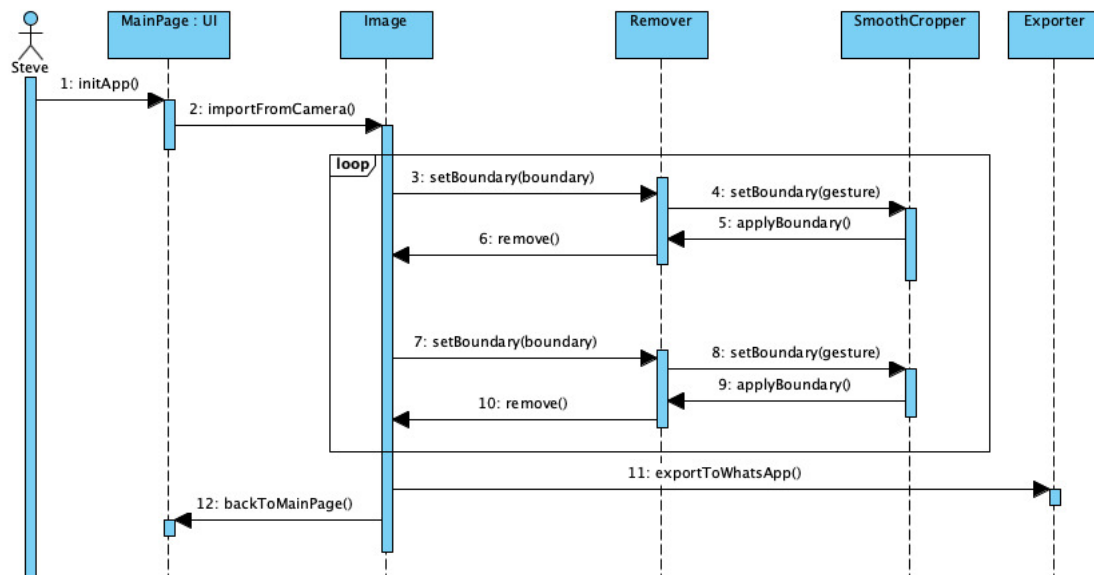 MainPage : UI
Image
Remover
SmoothCropper
Exporter
Steve
1: initApp()
2: importFromCamera()
loop
3: setBoundary(boundary)
4: setBoundary(gesture)
5: applyBoundary()
6: remove()
7: setBoundary(boundary)
8: setBoundary(gesture)
9: applyBoundary()
10: remove()
11: exportToWhatsApp()
12: backToMainPage()